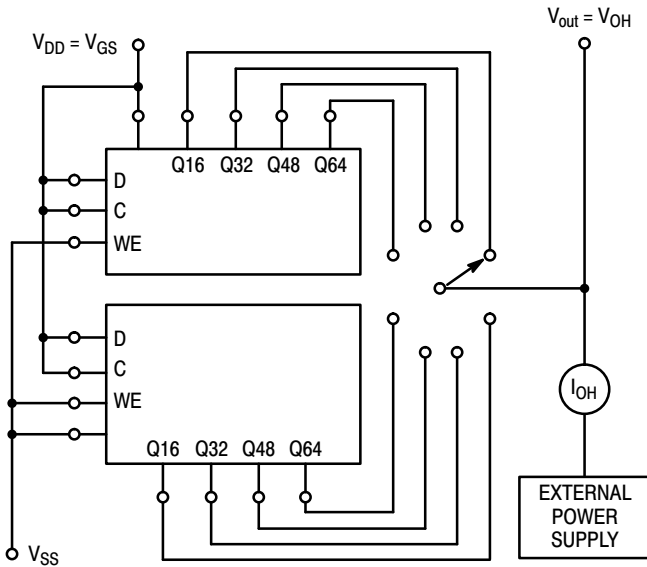 V_DD = V_GS
V_out = V_OH
Q16 Q32 Q48 Q64
D
C
WE
D
C
WE
Q16 Q32 Q48 Q64
I_OH
EXTERNAL
POWER
SUPPLY
V_SS